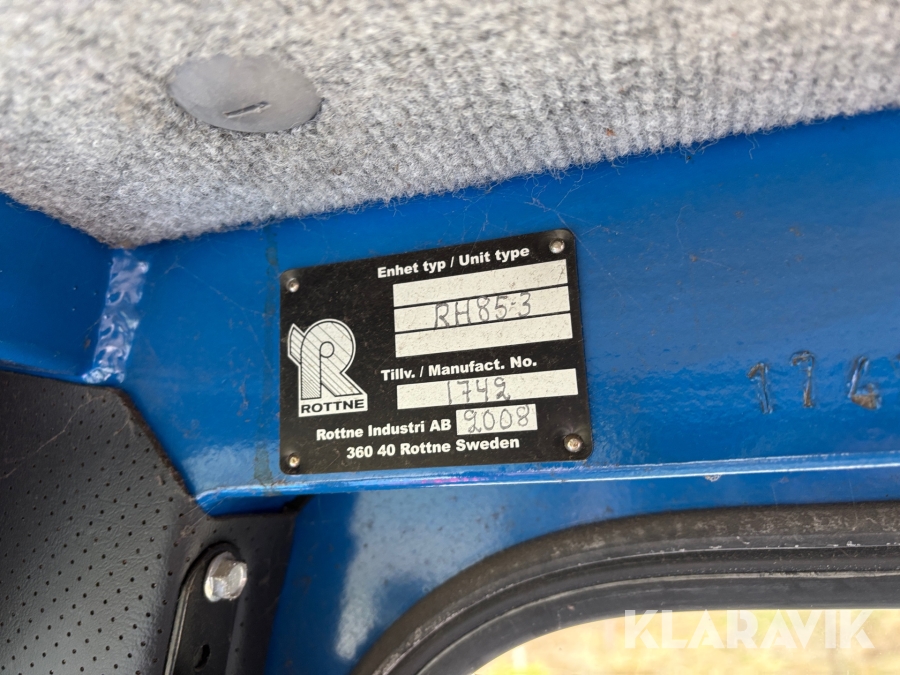 Enhet typ / Unit type
RH85-3
Tillv. / Manufact. No.
1742
ROTTNE
Rottne Industri AB 2008
360 40 Rottne Sweden
KLARAVIK